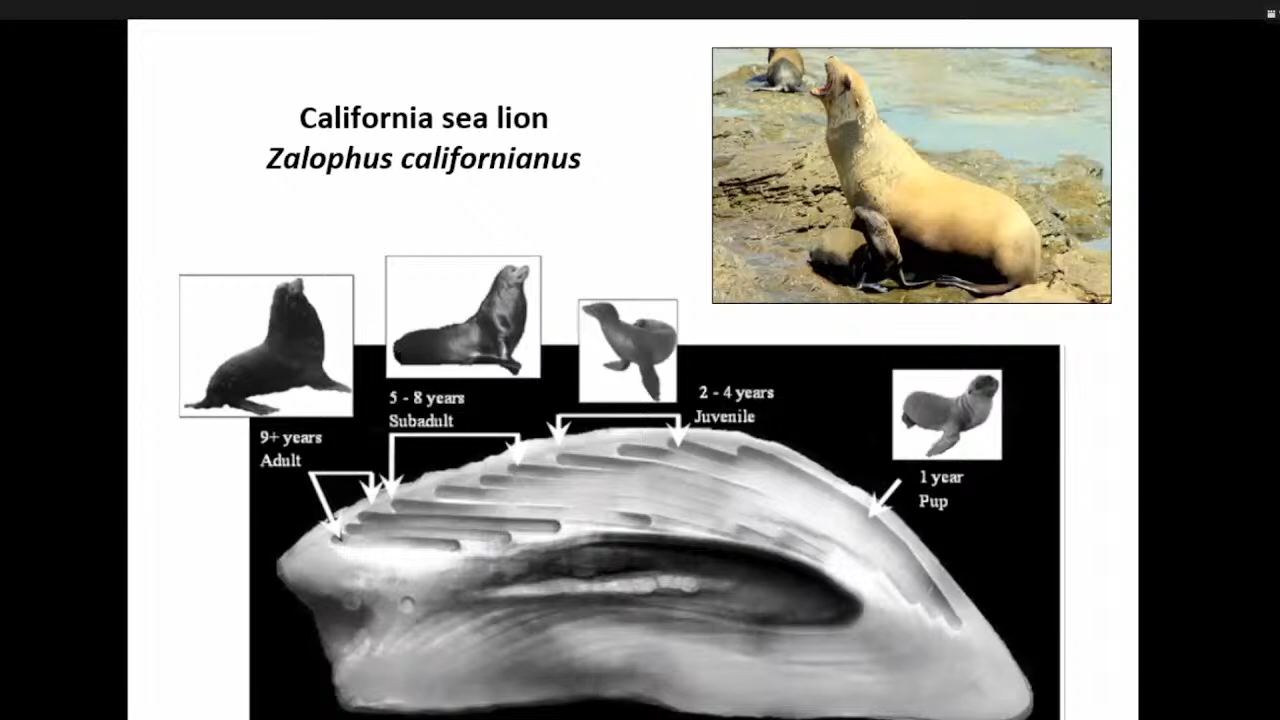 California sea lion
Zalophus californianus
5 - 8 years
Subadult
2 - 4 years
Juvenile
9+ years
Adult
1 year
Pup